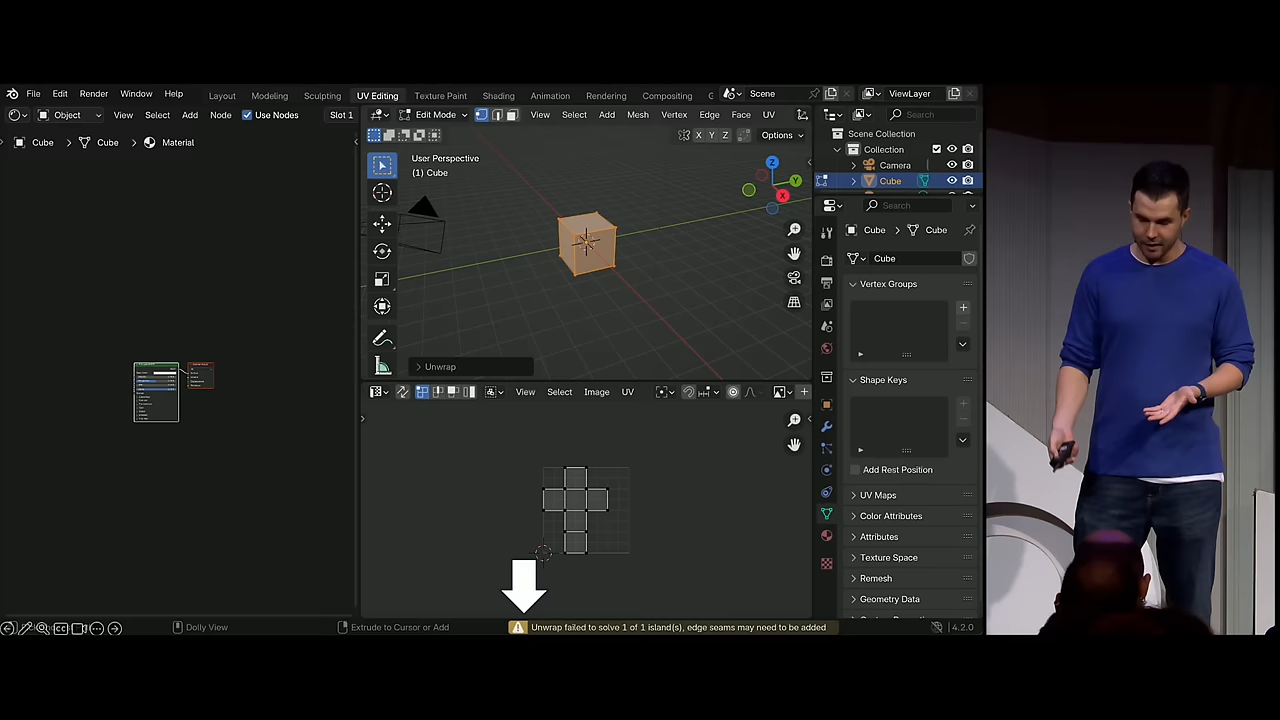 File Edit Render Window Help Layout Modeling Sculpting UV Editing Texture Paint Shading Animation Rendering Compositing Scene ViewLayer
Object View Select Add Node Use Nodes Slot 1
Edit Mode View Select Add Mesh Vertex Edge Face UV
Search
X Y Z Options
Cube > Cube > Material
User Perspective
(1) Cube
Z
Y
X
Unwrap
View Select Image UV
Scene Collection
Collection
Camera
Cube
Search
Cube > Cube
Cube
Vertex Groups
Shape Keys
Add Rest Position
UV Maps
Color Attributes
Attributes
Texture Space
Remesh
Geometry Data
CC
Dolly View
Extrude to Cursor or Add
Unwrap failed to solve 1 of 1 island(s), edge seams may need to be added
4.2.0